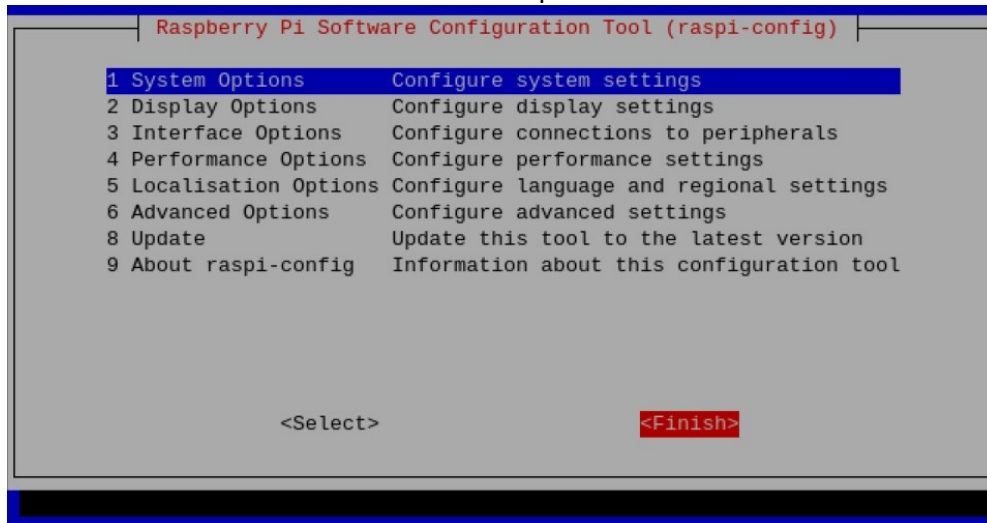 Raspberry Pi Software Configuration Tool (raspi-config)
1 System Options Configure system settings
2 Display Options Configure display settings
3 Interface Options Configure connections to peripherals
4 Performance Options Configure performance settings
5 Localisation Options Configure language and regional settings
6 Advanced Options Configure advanced settings
8 Update Update this tool to the latest version
9 About raspi-config Information about this configuration tool
<Select> <Finish>